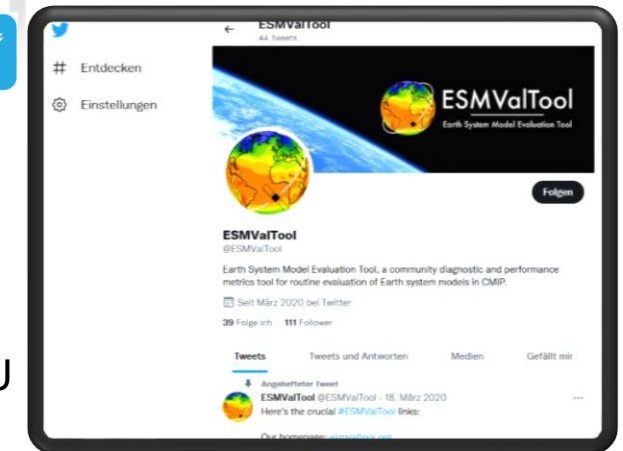 ESMValTool
44 Tweets
# Entdecken
Einstellungen
ESMValTool
Earth System Model Evaluation Tool
Folgen
ESMValTool
@ESMValTool
Earth System Model Evaluation Tool, a community diagnostic and performance
metrics tool for routine evaluation of Earth system models in CMIP.
Seit März 2020 bei Twitter
39 Folge ich 111 Follower
Tweets Tweets und Antworten Medien Gefällt mir
Angehefteter Tweet
ESMValTool @ESMValTool · 18. März 2020
Here's the crucial #ESMValTool links:
Our homepage: esmvaltool.org
U